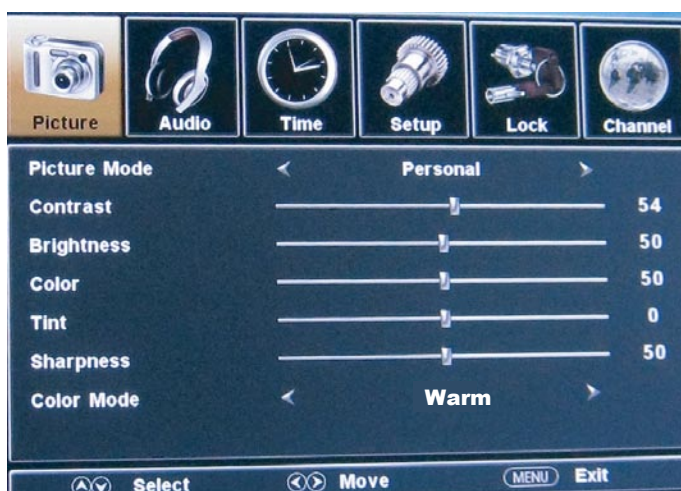 Picture Audio Time Setup Lock Channel
Picture Mode Personal
Contrast 54
Brightness 50
Color 50
Tint 0
Sharpness 50
Color Mode Warm
Select Move MENU Exit